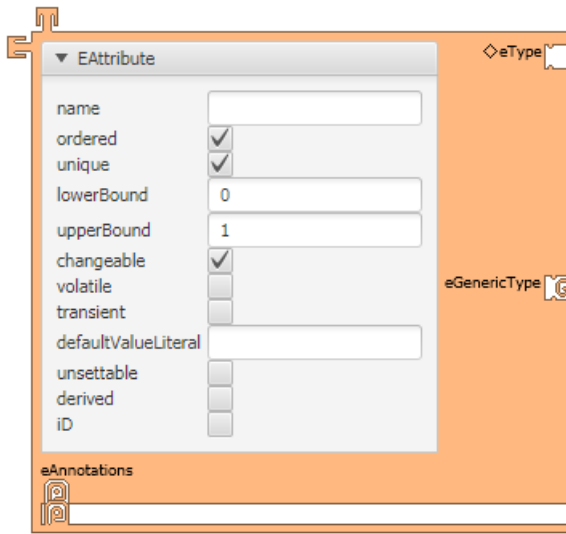 EAttribute
eType
name
ordered
unique
lowerBound 0
upperBound 1
changeable
volatile
eGenericType
transient
defaultValueLiteral
unsettable
derived
iD
eAnnotations